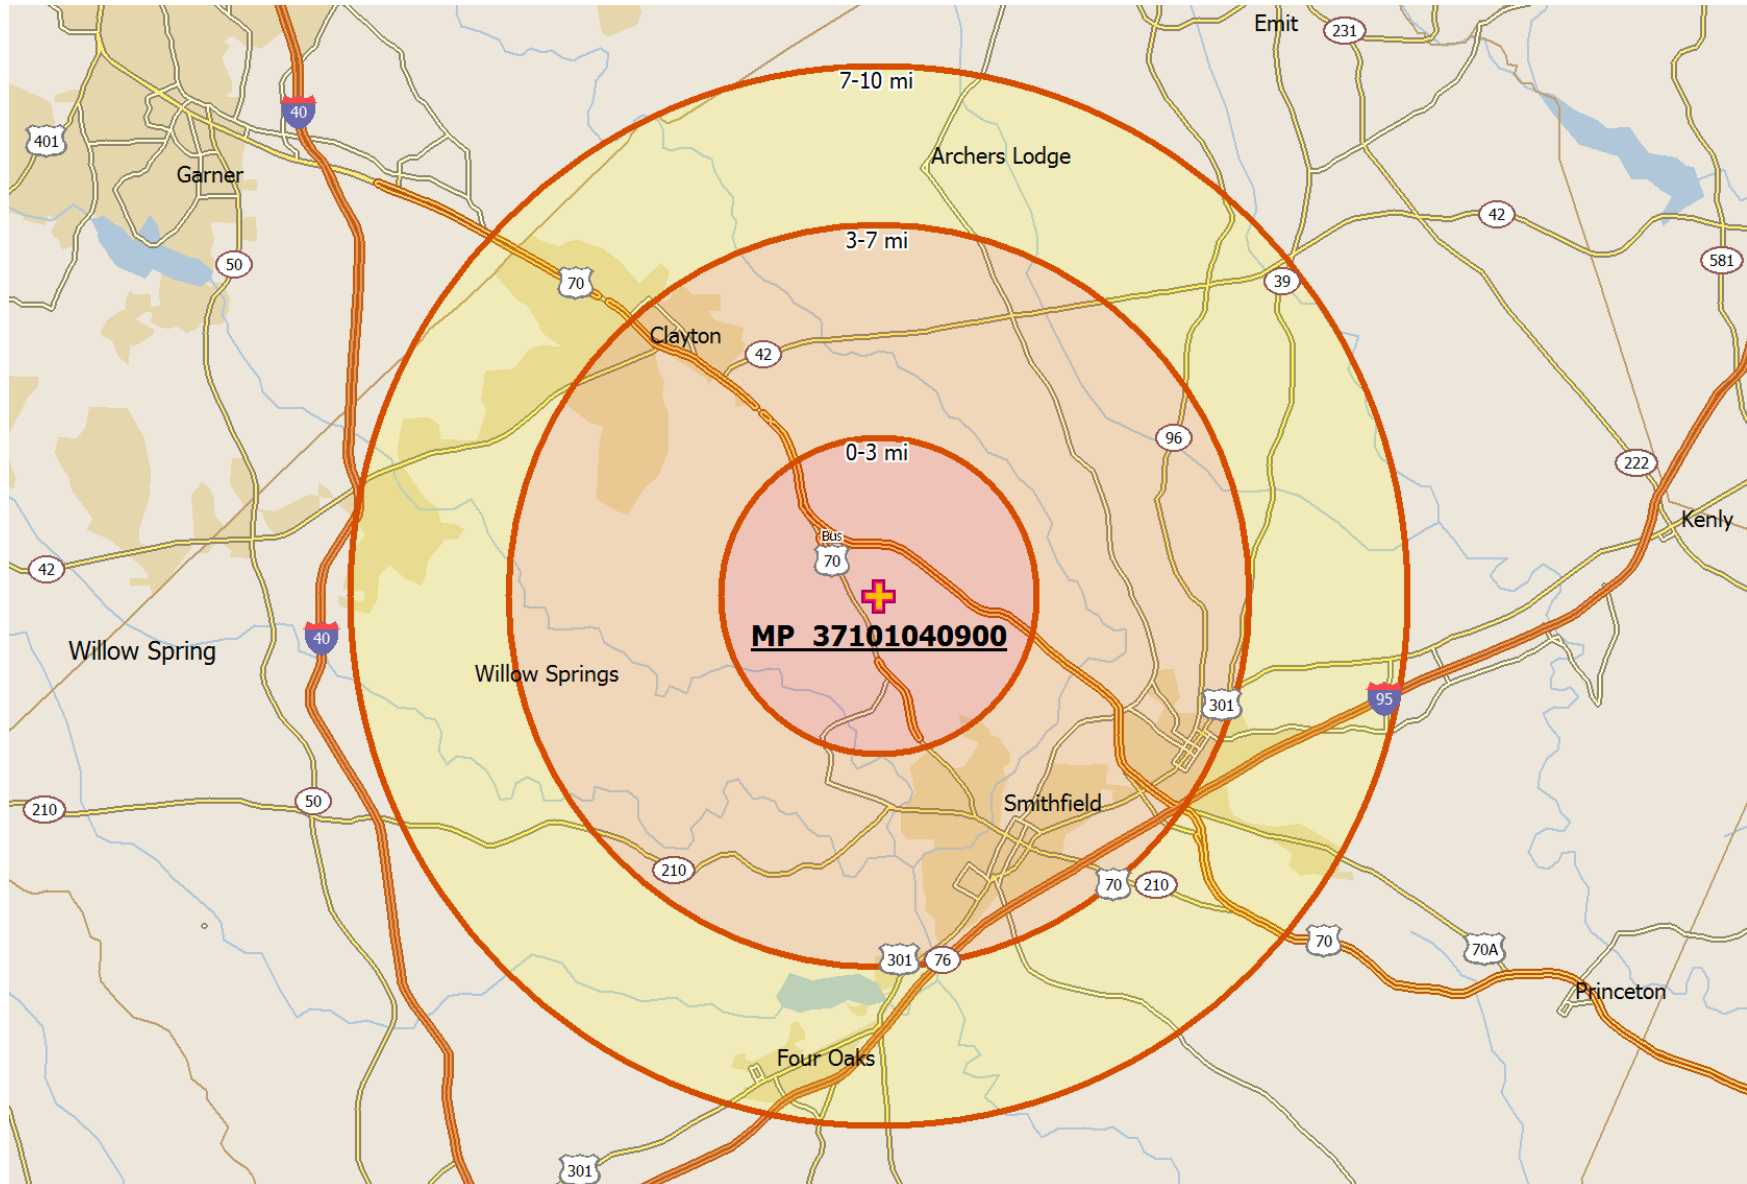 Emit
231
7-10 mi
40
401
Archers Lodge
Garner
42
3-7 mi
50
581
70
39
Clayton
42
96
0-3 mi
222
Kenly
Bus
70
42
40
MP 37101040900
Willow Spring
Willow Springs
95
301
50
Smithfield
210
210
70
210
70
70A
301
76
Princeton
Four Oaks
301